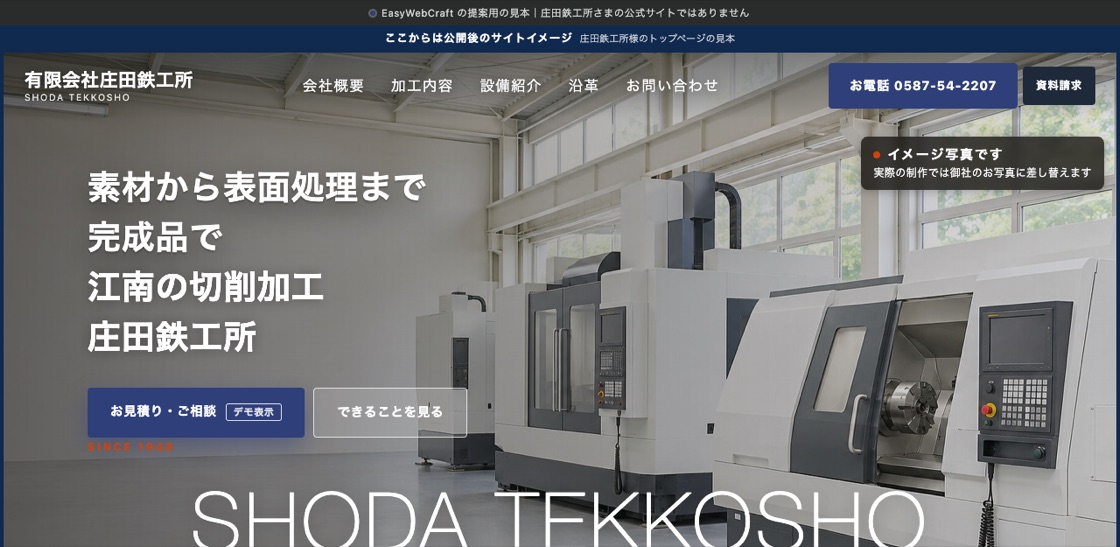 EasyWebCraft の提案用の見本 | 庄田鉄工所さまの公式サイトではありません
ここからは公開後のサイトイメージ 庄田鉄工所様のトップページの見本
有限会社庄田鉄工所
SHODA TEKKOSHO
会社概要 加工内容 設備紹介 沿革 お問い合わせ
お電話 0587-54-2207
資料請求
イメージ写真です
実際の制作では御社のお写真に差し替えます
素材から表面処理まで
完成品で
江南の切削加工
庄田鉄工所
お見積り・ご相談 デモ表示
できることを見る
SHODA TEKKOSHO